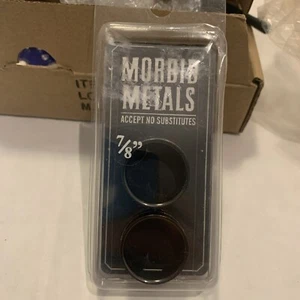 MORBID
METALS
ACCEPT NO SUBSTITUTES
7/8"